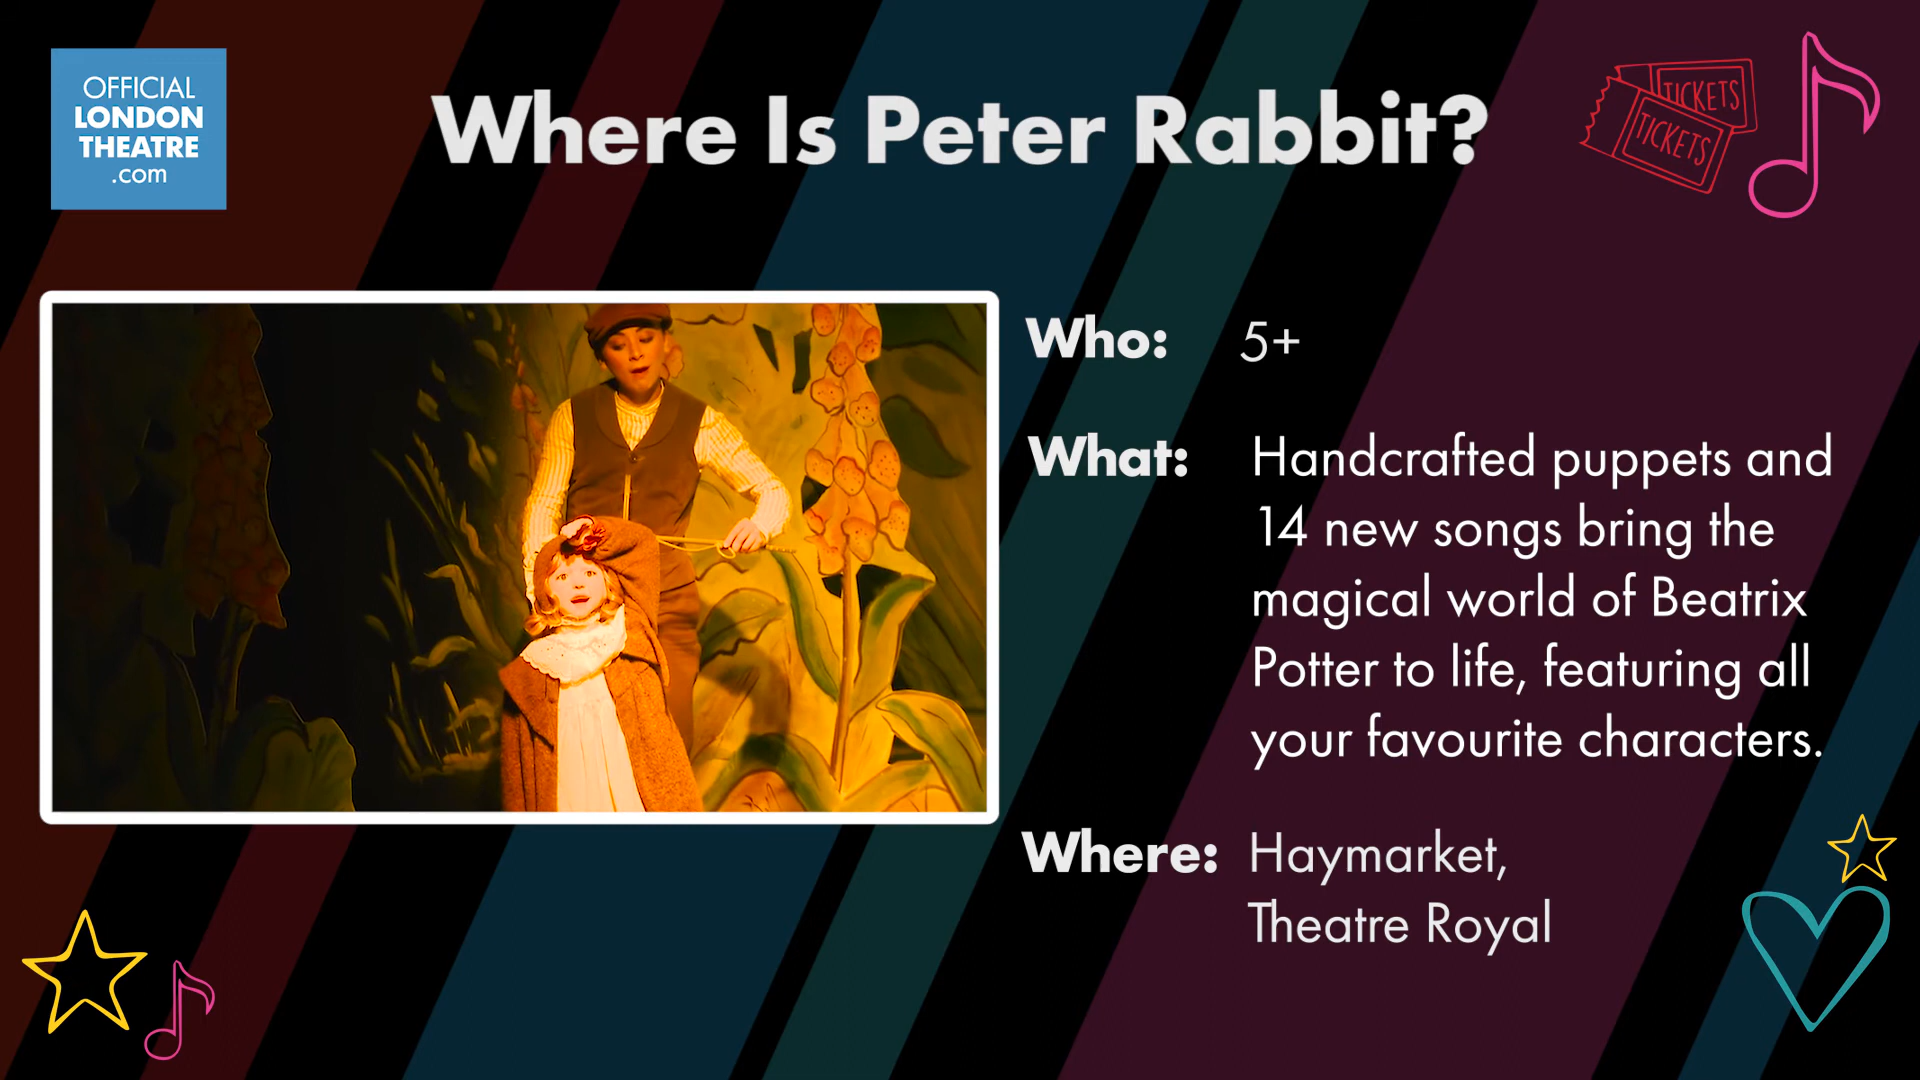 OFFICIAL
LONDON
THEATRE
.com
Where Is Peter Rabbit?
TICKETS
TICKETS
Who: 5+
What: Handcrafted puppets and
14 new songs bring the
magical world of Beatrix
Potter to life, featuring all
your favourite characters.
Where: Haymarket,
Theatre Royal